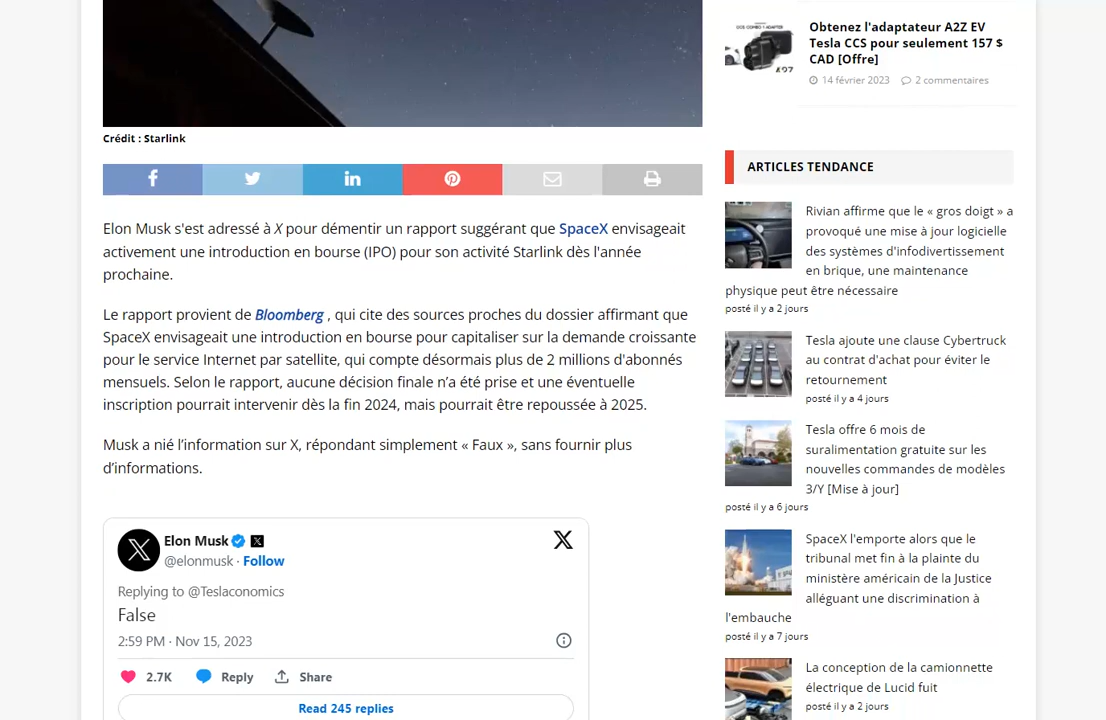 Crédit : Starlink
Elon Musk s'est adressé à X pour démentir un rapport suggérant que SpaceX envisageait
activement une introduction en bourse (IPO) pour son activité Starlink dès l'année
prochaine.
Le rapport provient de Bloomberg , qui cite des sources proches du dossier affirmant que
SpaceX envisageait une introduction en bourse pour capitaliser sur la demande croissante
pour le service Internet par satellite, qui compte désormais plus de 2 millions d'abonnés
mensuels. Selon le rapport, aucune décision finale n'a été prise et une éventuelle
inscription pourrait intervenir dès la fin 2024, mais pourrait être repoussée à 2025.
Musk a nié l'information sur X, répondant simplement « Faux », sans fournir plus
d'informations.
Elon Musk
@elonmusk · Follow
Replying to @Teslaconomics
False
2:59 PM · Nov 15, 2023
2.7K Reply Share
Read 245 replies
Obtenez l'adaptateur A2Z EV
Tesla CCS pour seulement 157 $
CAD [Offre]
14 février 2023 2 commentaires
ARTICLES TENDANCE
Rivian affirme que le « gros doigt » a
provoqué une mise à jour logicielle
des systèmes d'infodivertissement
en brique, une maintenance
physique peut être nécessaire
posté il y a 2 jours
Tesla ajoute une clause Cybertruck
au contrat d'achat pour éviter le
retournement
posté il y a 4 jours
Tesla offre 6 mois de
suralimentation gratuite sur les
nouvelles commandes de modèles
3/Y [Mise à jour]
posté il y a 6 jours
SpaceX l'emporte alors que le
tribunal met fin à la plainte du
ministère américain de la Justice
alléguant une discrimination à
l'embauche
posté il y a 7 jours
La conception de la camionnette
électrique de Lucid fuit
posté il y a 2 jours